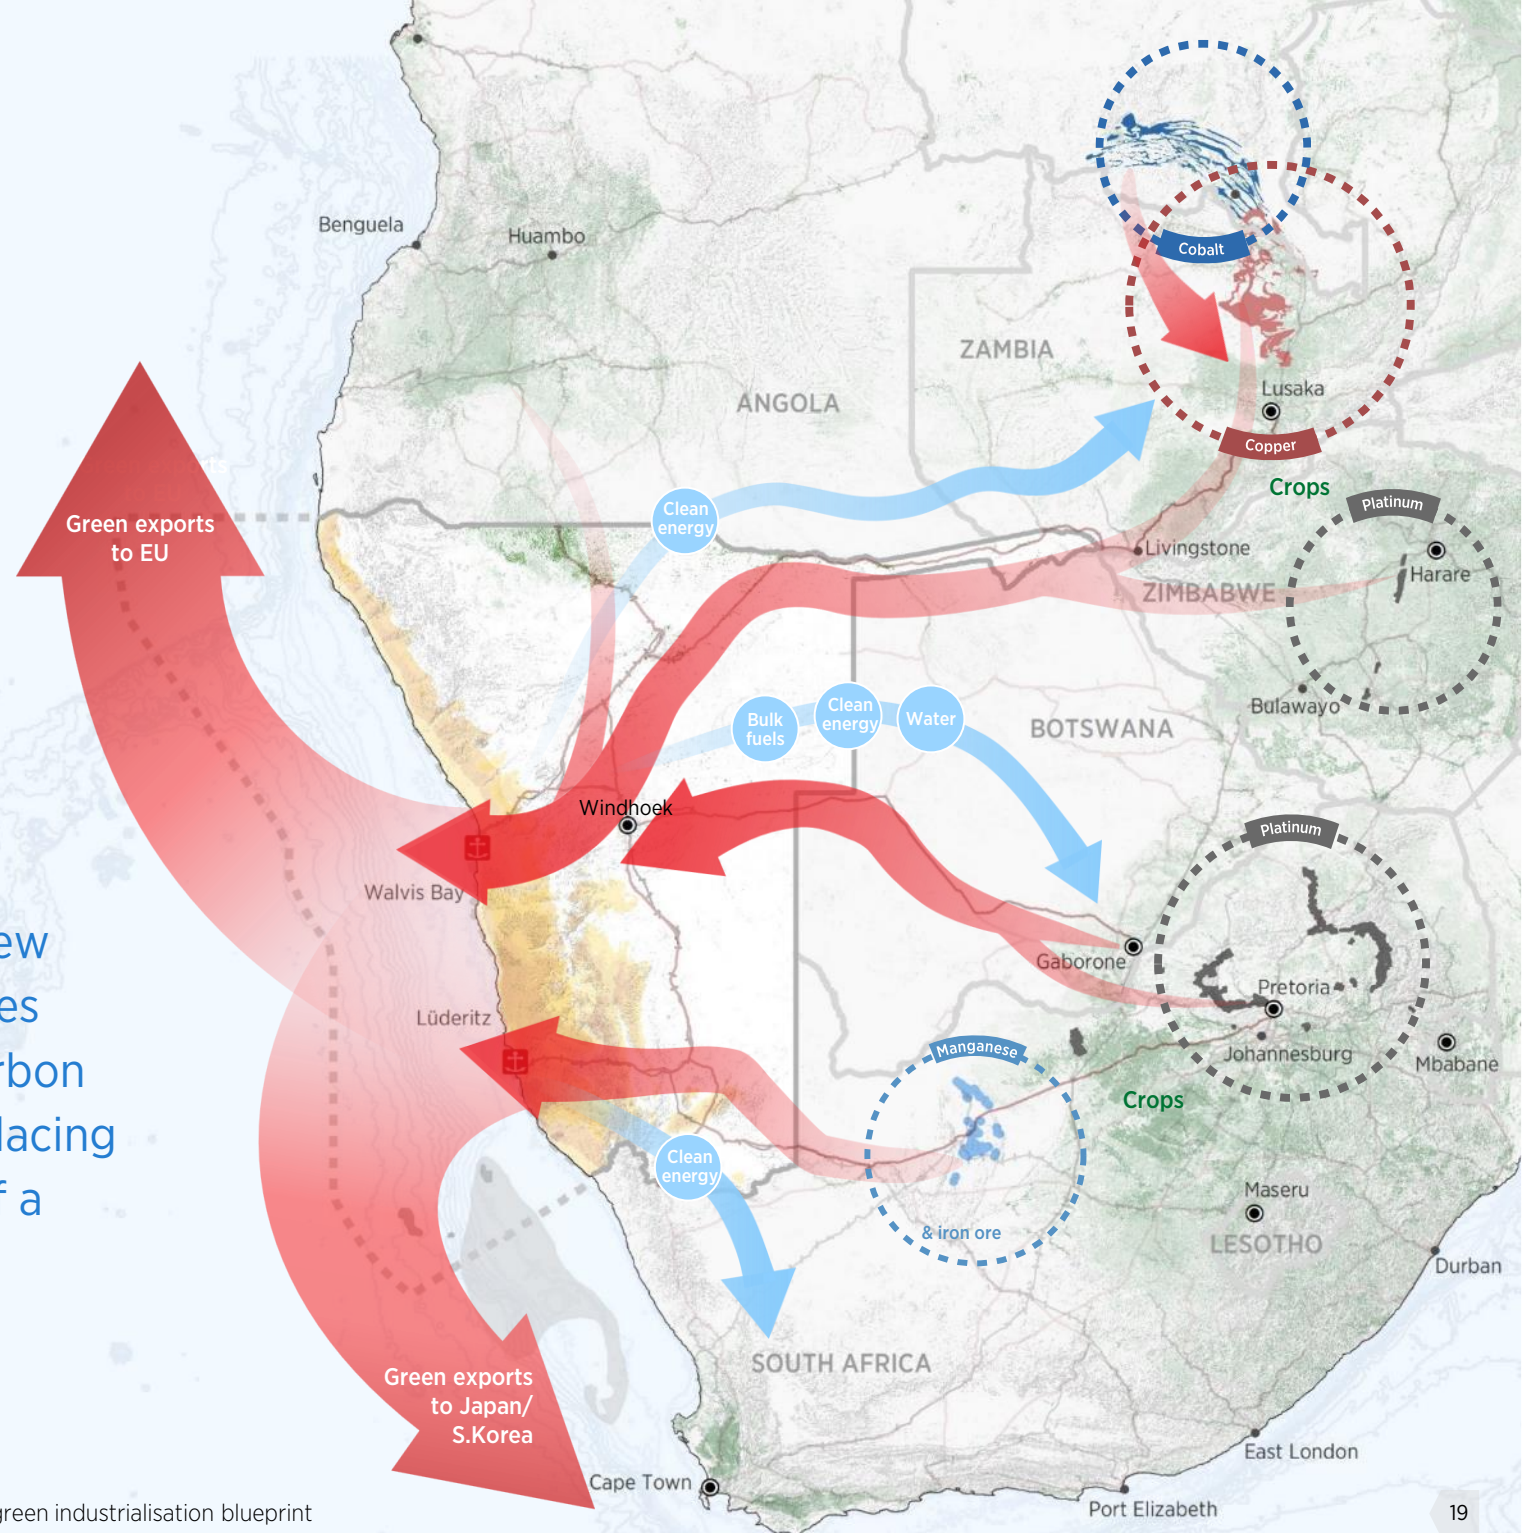 Cobalt
Benguela
Huambo
ZAMBIA
ANGOLA
Lusaka
Copper
Crops
Platinum
Green exports
to EU
Clean
energy
Livingstone
Harare
ZIMBABWE
Bulawayo
Bulk
fuels
Clean
energy
Water
BOTSWANA
Windhoek
Platinum
Walvis Bay
ew
es
rbon
lacing
f a
Gaborone
Pretoria
Lüderitz
Johannesburg
Mbabane
Manganese
Crops
Clean
energy
& iron ore
Maseru
LESOTHO
Durban
SOUTH AFRICA
Green exports
to Japan/
S.Korea
East London
Cape Town
Port Elizabeth
green industrialisation blueprint
19